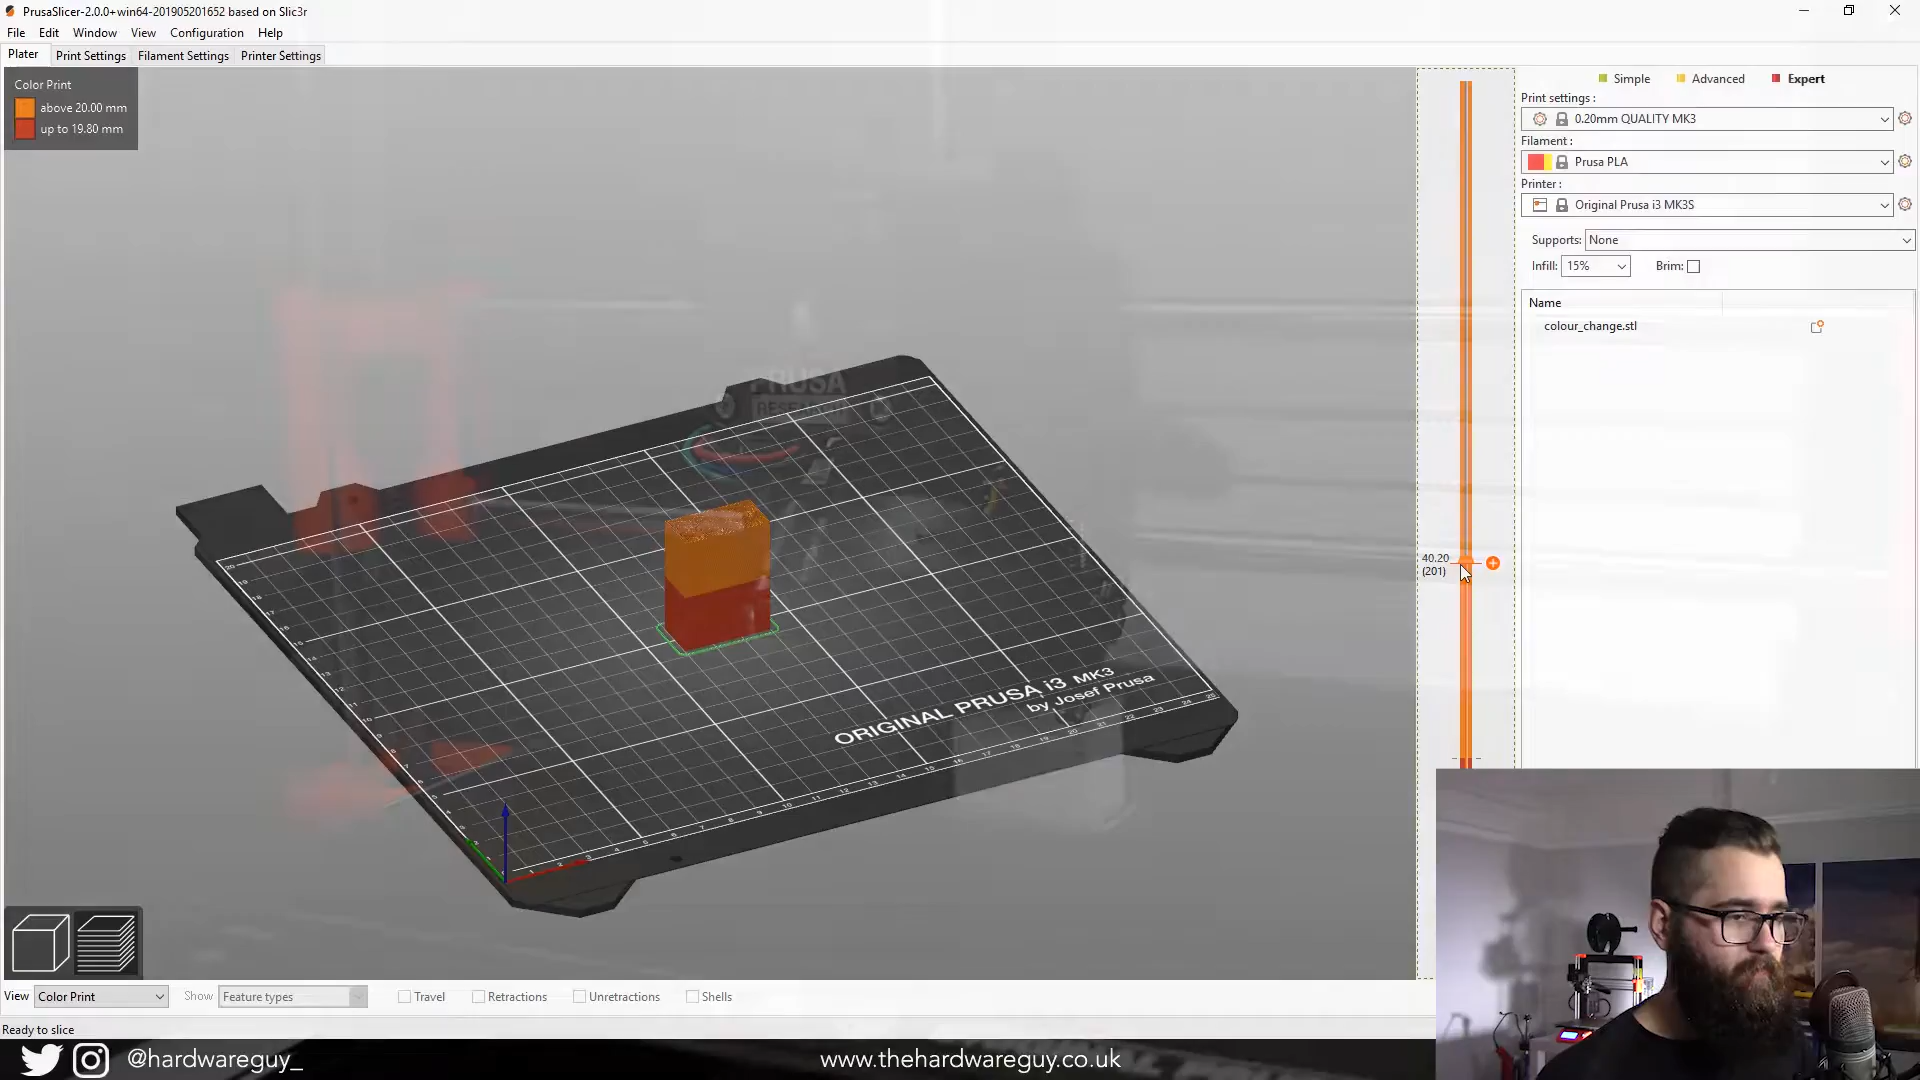 PrusaSlicer-2.0.0+win64-201905201652 based on Slic3r
File Edit Window View Configuration Help
Plater Print Settings Filament Settings Printer Settings
Color Print
above 20.00 mm
up to 19.80 mm
Simple Advanced Expert
Print settings :
0.20mm QUALITY MK3
Filament :
Prusa PLA
Printer :
Original Prusa i3 MK3S
Supports: None
Infill: 15% Brim:
Name
colour_change.stl
PRUSA
RESEARCH
40.20
(201)
ORIGINAL PRUSA i3 MK3
by Josef Prusa
View Color Print Show Feature types Travel Retractions Unretractions Shells
Ready to slice
@hardwareguy_
www.thehardwareguy.co.uk